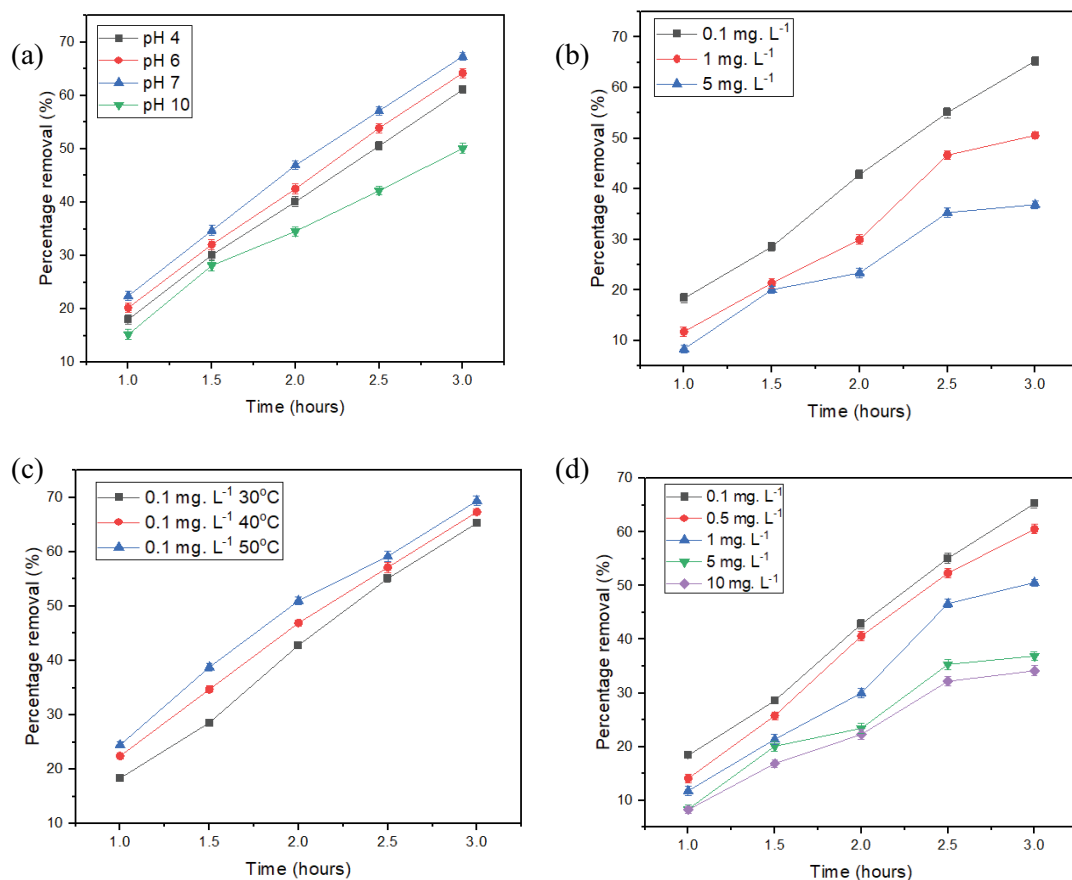 (a)
pH 4
pH 6
pH 7
pH 10
Percentage removal (%)
70
60
50
40
30
20
10
1.0 1.5 2.0 2.5 3.0
Time (hours)
(b)
0.1 mg. L⁻¹
1 mg. L⁻¹
5 mg. L⁻¹
Percentage removal (%)
70
60
50
40
30
20
10
1.0 1.5 2.0 2.5 3.0
Time (hours)
(c)
0.1 mg. L⁻¹ 30°C
0.1 mg. L⁻¹ 40°C
0.1 mg. L⁻¹ 50°C
Percentage removal (%)
70
60
50
40
30
20
10
1.0 1.5 2.0 2.5 3.0
Time (hours)
(d)
0.1 mg. L⁻¹
0.5 mg. L⁻¹
1 mg. L⁻¹
5 mg. L⁻¹
10 mg. L⁻¹
Percentage removal (%)
70
60
50
40
30
20
10
1.0 1.5 2.0 2.5 3.0
Time (hours)